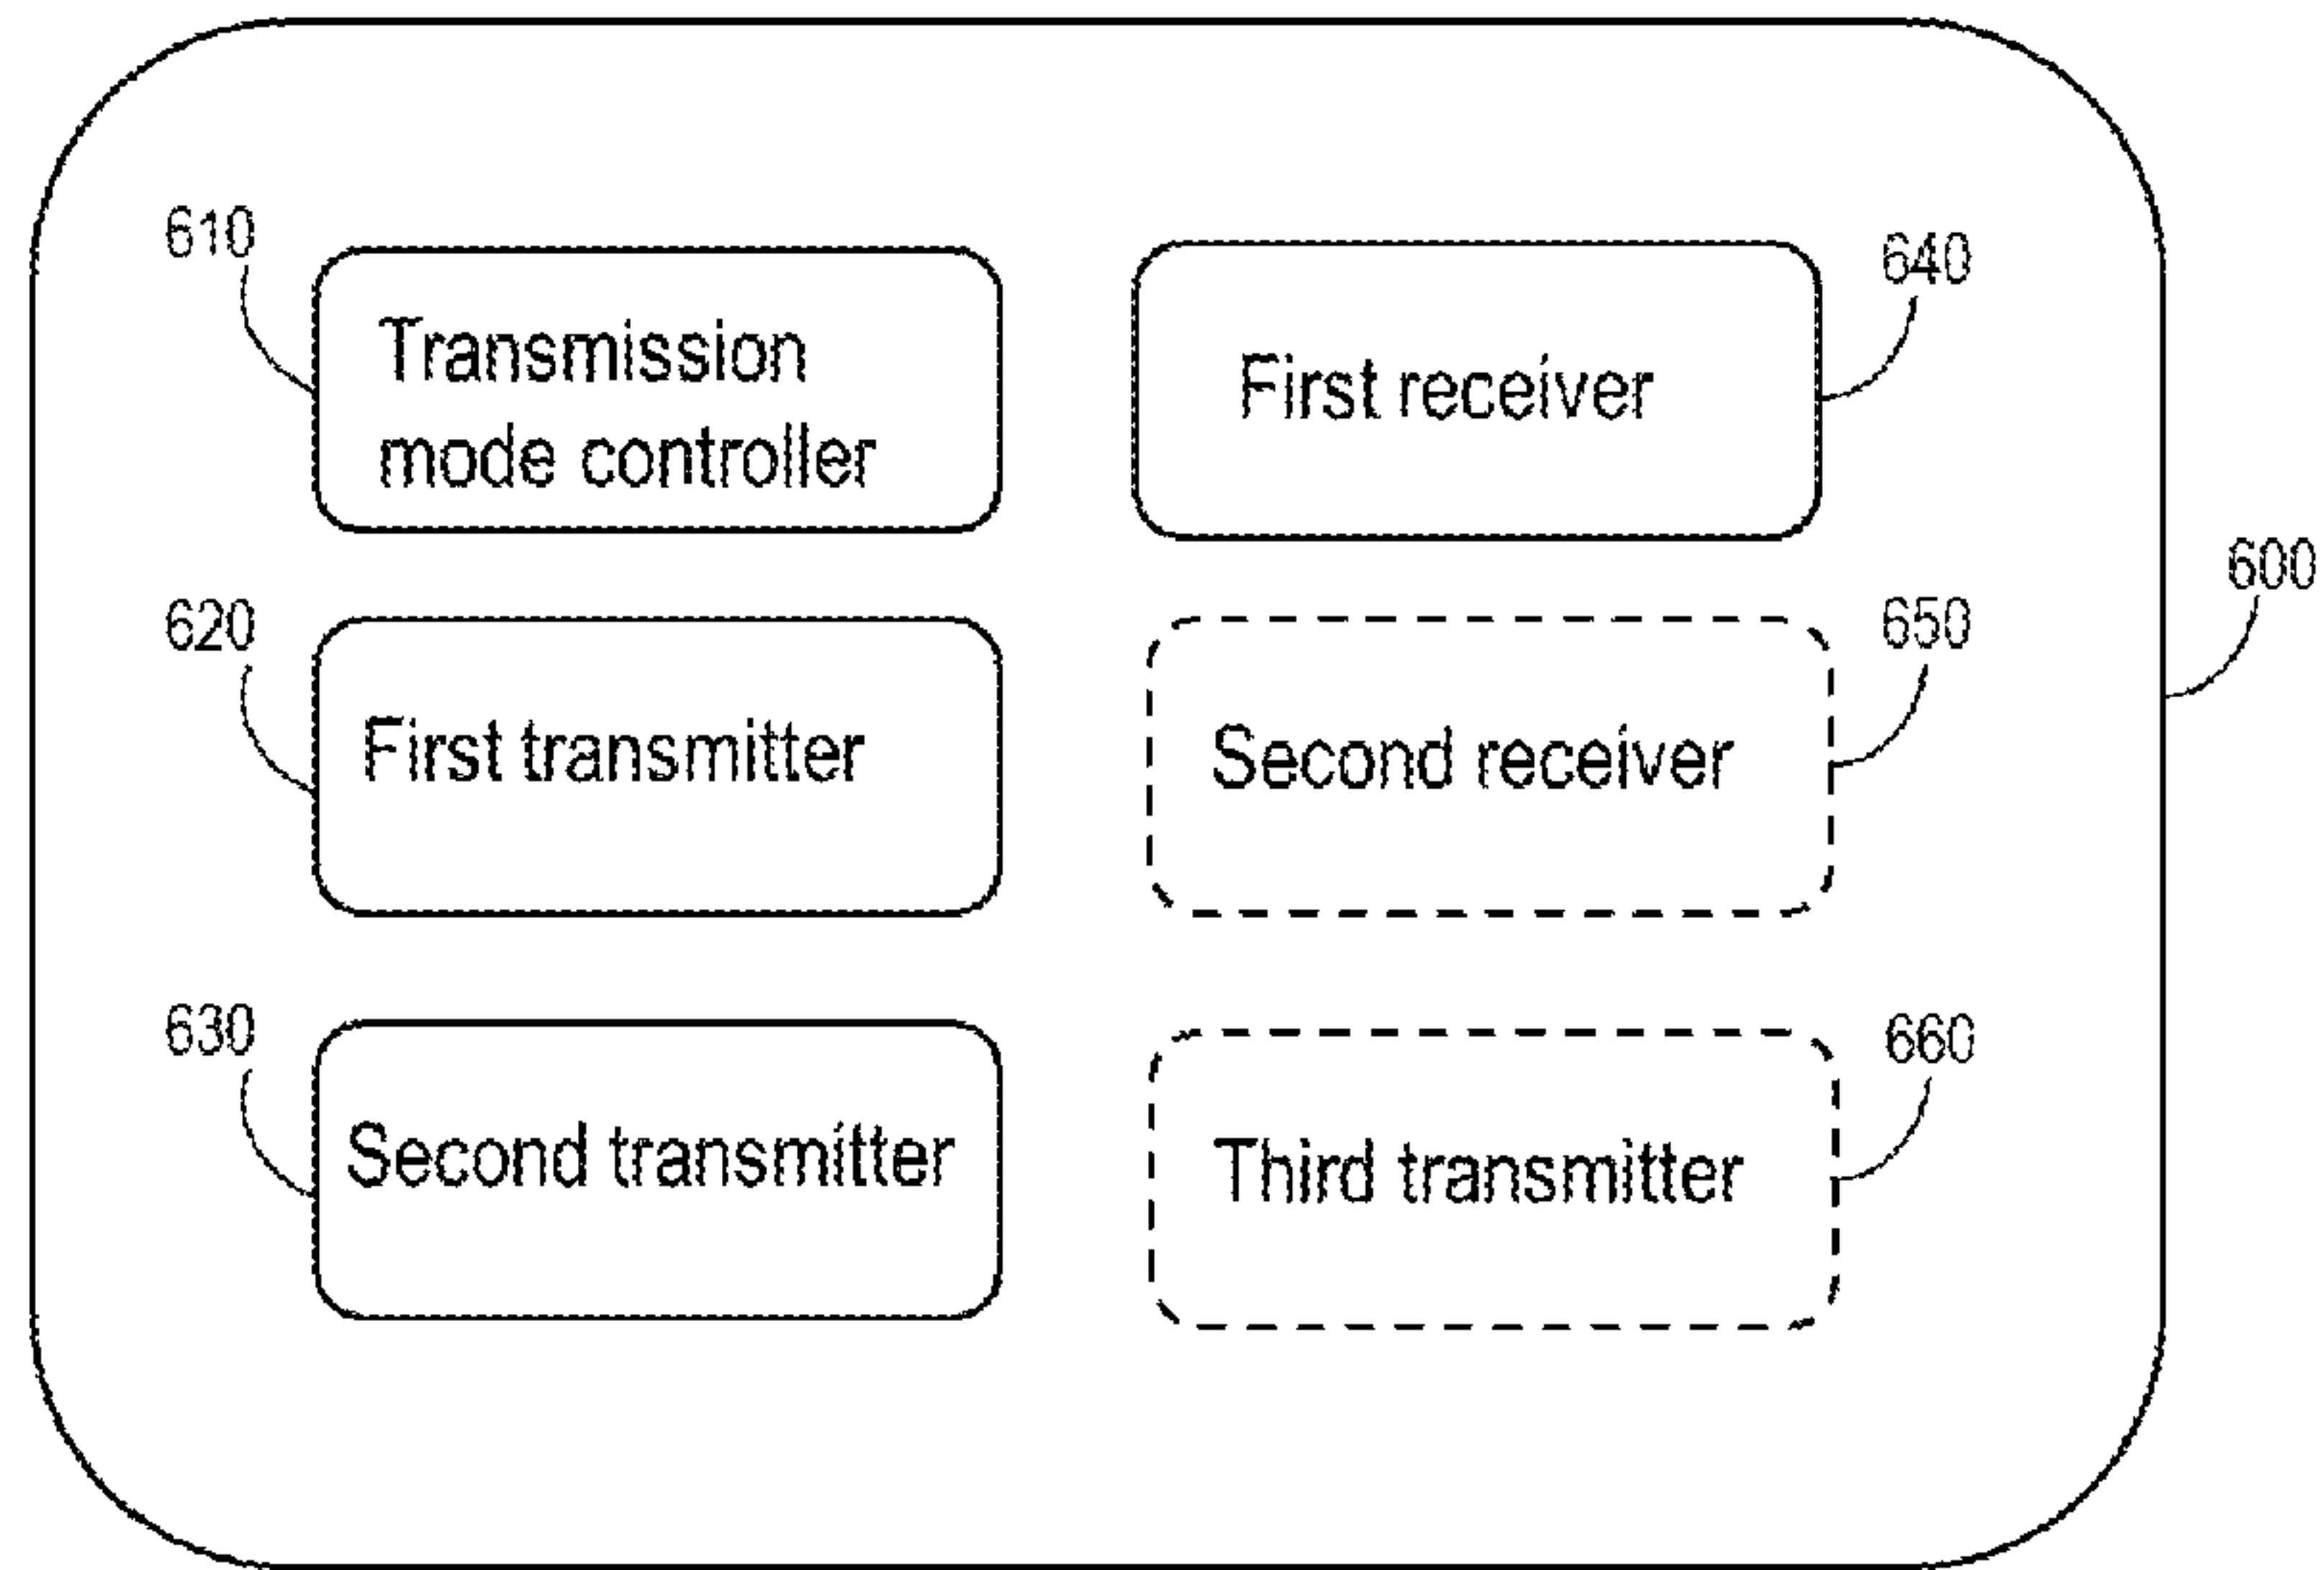 610
Transmission
mode controller
First receiver
640
600
620
First transmitter
Second receiver
650
630
Second transmitter
Third transmitter
660